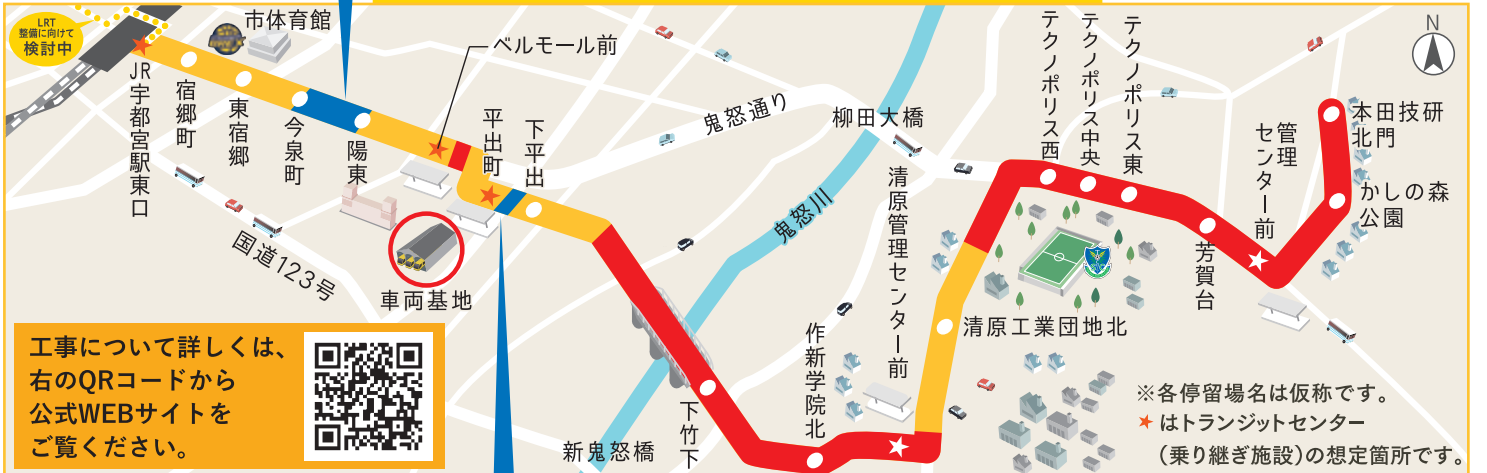 LRT
整備に向けて
検討中
市体育館
ベルモール前
JR宇都宮駅東口
宿郷町
東宿郷
今泉町
陽東
平出町
下平出
鬼怒通り
柳田大橋
鬼怒川
国道123号
車両基地
新鬼怒橋
下竹下
作新学院北
清原管理センター前
清原工業団地北
テクノポリス西
テクノポリス中央
テクノポリス東
芳賀台
管理
センター前
かしの森
公園
本田技研
北門
N
工事について詳しくは、
右のQRコードから
公式WEBサイトを
ご覧ください。
※各停留場名は仮称です。
★はトランジットセンター
（乗り継ぎ施設）の想定箇所です。